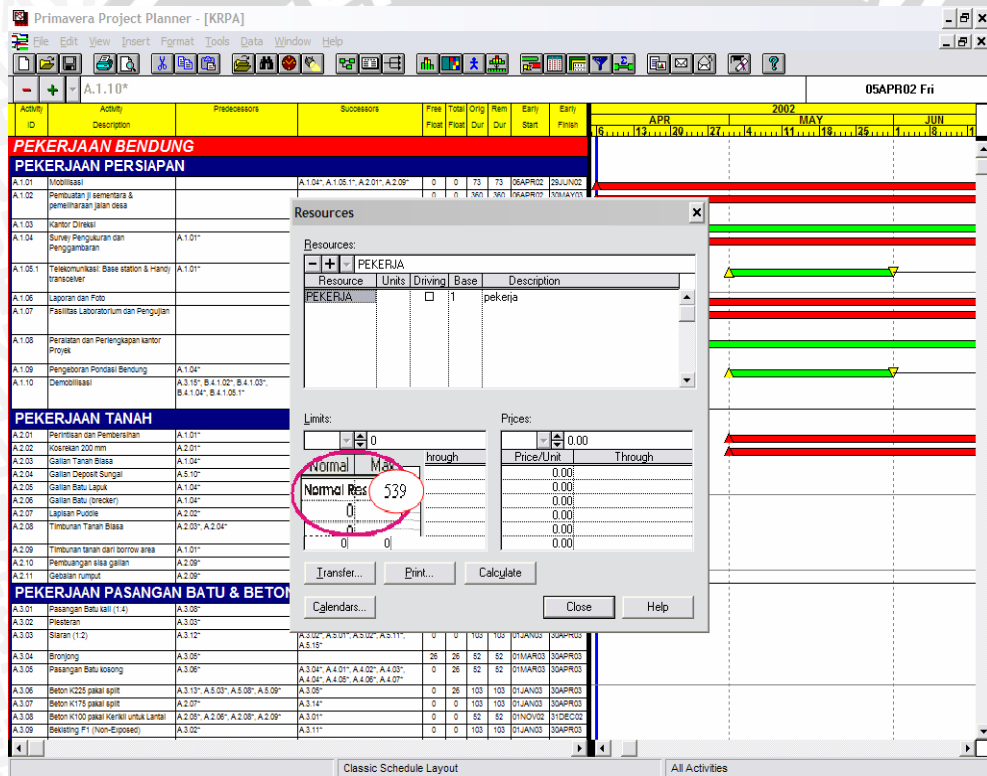 Primavera Project Planner - [KRPA]
File Edit View Insert Format Tools Data Window Help
A.1.10*
05APR02 Fri
Activity ID Activity Description Predecessors Successors Free Float Total Float Orig Dur Rem Dur Early Start Early Finish
2002
APR MAY JUN
6 13 20 27 4 11 18 25 1 8 1
PEKERJAAN BENDUNG
PEKERJAAN PERSIAPAN
A.1.01 Mobilisasi A.1.04*, A.1.05.1*, A.2.01*, A.2.09* 0 0 73 73 06APR02 29JUN02
A.1.02 Pembuatan jl sementara & 0 0 360 360 06APR02 30MAY03
pemeliharaan jalan desa
A.1.03 Kantor Direksi
A.1.04 Survey Pengukuran dan A.1.01*
Penggambaran
A.1.05.1 Telekomunikasi: Base station & Handy A.1.01*
transceiver
A.1.06 Laporan dan Foto
A.1.07 Fasilitas Laboratorium dan Pengujian
A.1.08 Peralatan dan Perlengkapan kantor
Proyek
A.1.09 Pengeboran Pondasi Bendung A.1.04*
A.1.10 Demobilisasi A.3.15*, B.4.1.02*, B.4.1.03*,
B.4.1.04*, B.4.1.05.1*
PEKERJAAN TANAH
A.2.01 Perintisan dan Pembersihan A.1.01*
A.2.02 Kosrekan 200 mm A.2.01*
A.2.03 Galian Tanah Biasa A.1.04*
A.2.04 Galian Deposit Sungai A.5.10*
A.2.05 Galian Batu Lapuk A.1.04*
A.2.06 Galian Batu (brecker) A.1.04*
A.2.07 Lapisan Puddle A.2.02*
A.2.08 Timbunan Tanah Biasa A.2.03*, A.2.04*
A.2.09 Timbunan tanah dari borrow area A.1.01*
A.2.10 Pembuangan sisa galian A.2.09*
A.2.11 Gebalan rumput A.2.09*
PEKERJAAN PASANGAN BATU & BETON
A.3.01 Pasangan Batu kali (1:4) A.3.08*
A.3.02 Plesteran A.3.03*
A.3.03 Siaran (1:2) A.3.12* A.3.02*, A.5.01*, A.5.02*, A.5.11*, 0 0 103 103 01JAN03 30APR03
A.5.15*
A.3.04 Bronjong A.3.05* 26 26 52 52 01MAR03 30APR03
A.3.05 Pasangan Batu kosong A.3.06* A.3.04*, A.4.01*, A.4.02*, A.4.03*, 0 26 52 52 01MAR03 30APR03
A.4.04*, A.4.05*, A.4.06*, A.4.07*
A.3.06 Beton K225 pakai split A.3.13*, A.5.03*, A.5.08*, A.5.09* A.3.05* 0 26 103 103 01JAN03 30APR03
A.3.07 Beton K175 pakai split A.2.07* A.3.14* 0 0 103 103 01JAN03 30APR03
A.3.08 Beton K100 pakai Kerikil untuk Lantai A.2.05*, A.2.06*, A.2.08*, A.2.09* A.3.01* 0 0 52 52 01NOV02 31DEC02
A.3.09 Bekisting F1 (Non-Exposed) A.3.02* A.3.11* 0 0 103 103 01JAN03 30APR03
Resources
Resources:
PEKERJA
Resource Units Driving Base Description
PEKERJA 1 pekerja
Limits:
0
Normal Max hrough
Normal Res 539
0
0
0 0
Prices:
0.00
Price/Unit Through
0.00
0.00
0.00
0.00
0.00
0.00
Transfer... Print... Calculate
Calendars... Close Help
Classic Schedule Layout All Activities